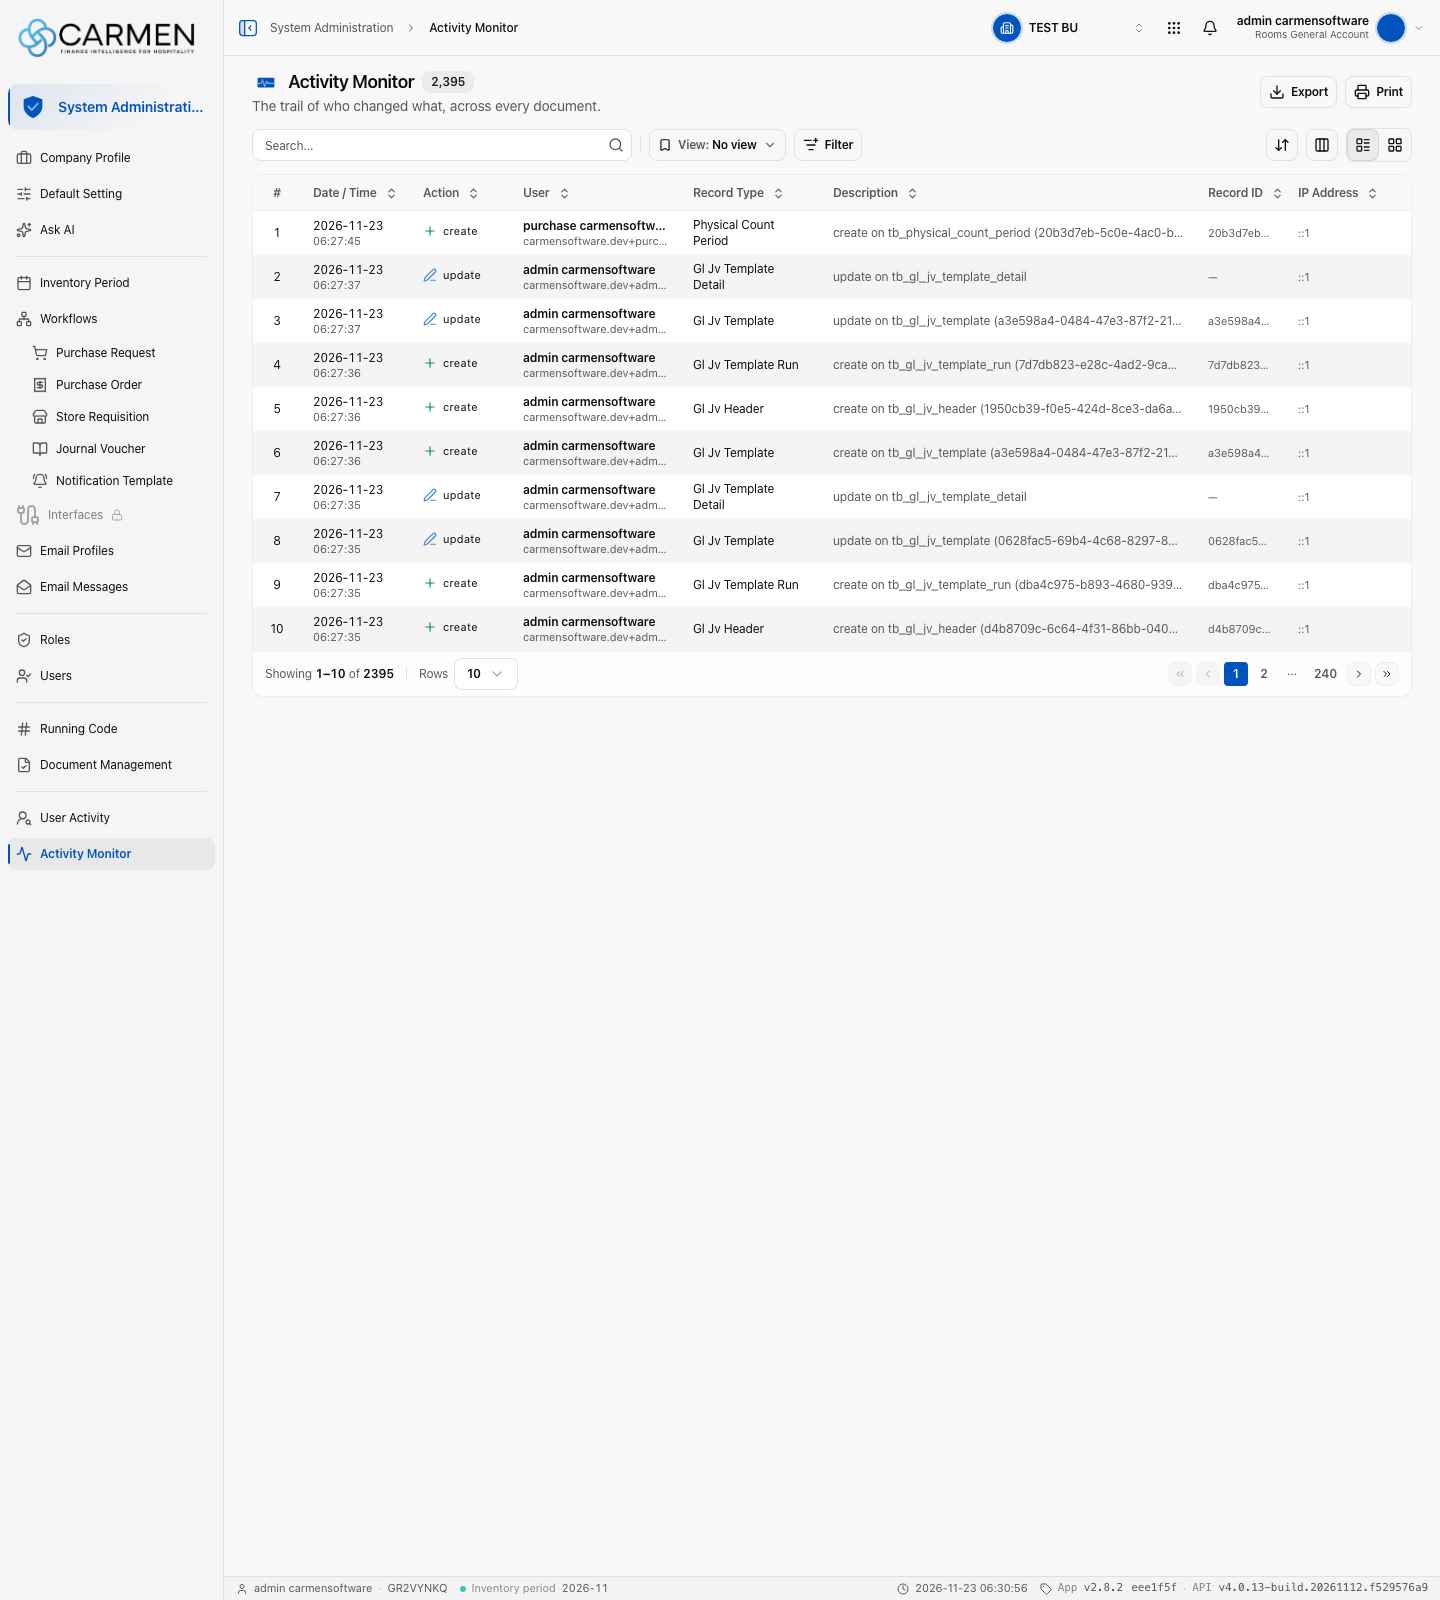 CARMEN
FINANCE INTELLIGENCE FOR HOSPITALITY
System Administrati...
Company Profile
Default Setting
Ask AI
Inventory Period
Workflows
Purchase Request
Purchase Order
Store Requisition
Journal Voucher
Notification Template
Interfaces
Email Profiles
Email Messages
Roles
Users
Running Code
Document Management
User Activity
Activity Monitor
System Administration > Activity Monitor
TEST BU
admin carmensoftware
Rooms General Account
Activity Monitor 2,395
The trail of who changed what, across every document.
Export Print
Search... View: No view Filter
# Date / Time Action User Record Type Description Record ID IP Address
1 2026-11-23 06:27:45 create purchase carmensoftw... carmensoftware.dev+purc... Physical Count Period create on tb_physical_count_period (20b3d7eb-5c0e-4ac0-b... 20b3d7eb... ::1
2 2026-11-23 06:27:37 update admin carmensoftware carmensoftware.dev+adm... Gl Jv Template Detail update on tb_gl_jv_template_detail — ::1
3 2026-11-23 06:27:37 update admin carmensoftware carmensoftware.dev+adm... Gl Jv Template update on tb_gl_jv_template (a3e598a4-0484-47e3-87f2-21... a3e598a4... ::1
4 2026-11-23 06:27:36 create admin carmensoftware carmensoftware.dev+adm... Gl Jv Template Run create on tb_gl_jv_template_run (7d7db823-e28c-4ad2-9ca... 7d7db823... ::1
5 2026-11-23 06:27:36 create admin carmensoftware carmensoftware.dev+adm... Gl Jv Header create on tb_gl_jv_header (1950cb39-f0e5-424d-8ce3-da6a... 1950cb39... ::1
6 2026-11-23 06:27:36 create admin carmensoftware carmensoftware.dev+adm... Gl Jv Template create on tb_gl_jv_template (a3e598a4-0484-47e3-87f2-21... a3e598a4... ::1
7 2026-11-23 06:27:35 update admin carmensoftware carmensoftware.dev+adm... Gl Jv Template Detail update on tb_gl_jv_template_detail — ::1
8 2026-11-23 06:27:35 update admin carmensoftware carmensoftware.dev+adm... Gl Jv Template update on tb_gl_jv_template (0628fac5-69b4-4c68-8297-8... 0628fac5... ::1
9 2026-11-23 06:27:35 create admin carmensoftware carmensoftware.dev+adm... Gl Jv Template Run create on tb_gl_jv_template_run (dba4c975-b893-4680-939... dba4c975... ::1
10 2026-11-23 06:27:35 create admin carmensoftware carmensoftware.dev+adm... Gl Jv Header create on tb_gl_jv_header (d4b8709c-6c64-4f31-86bb-040... d4b8709c... ::1
Showing 1–10 of 2395 Rows 10 « ‹ 1 2 ... 240 › »
admin carmensoftware · GR2VYNKQ Inventory period 2026-11 2026-11-23 06:30:56 App v2.8.2 eee1f5f · API v4.0.13-build.20261112.f529576a9